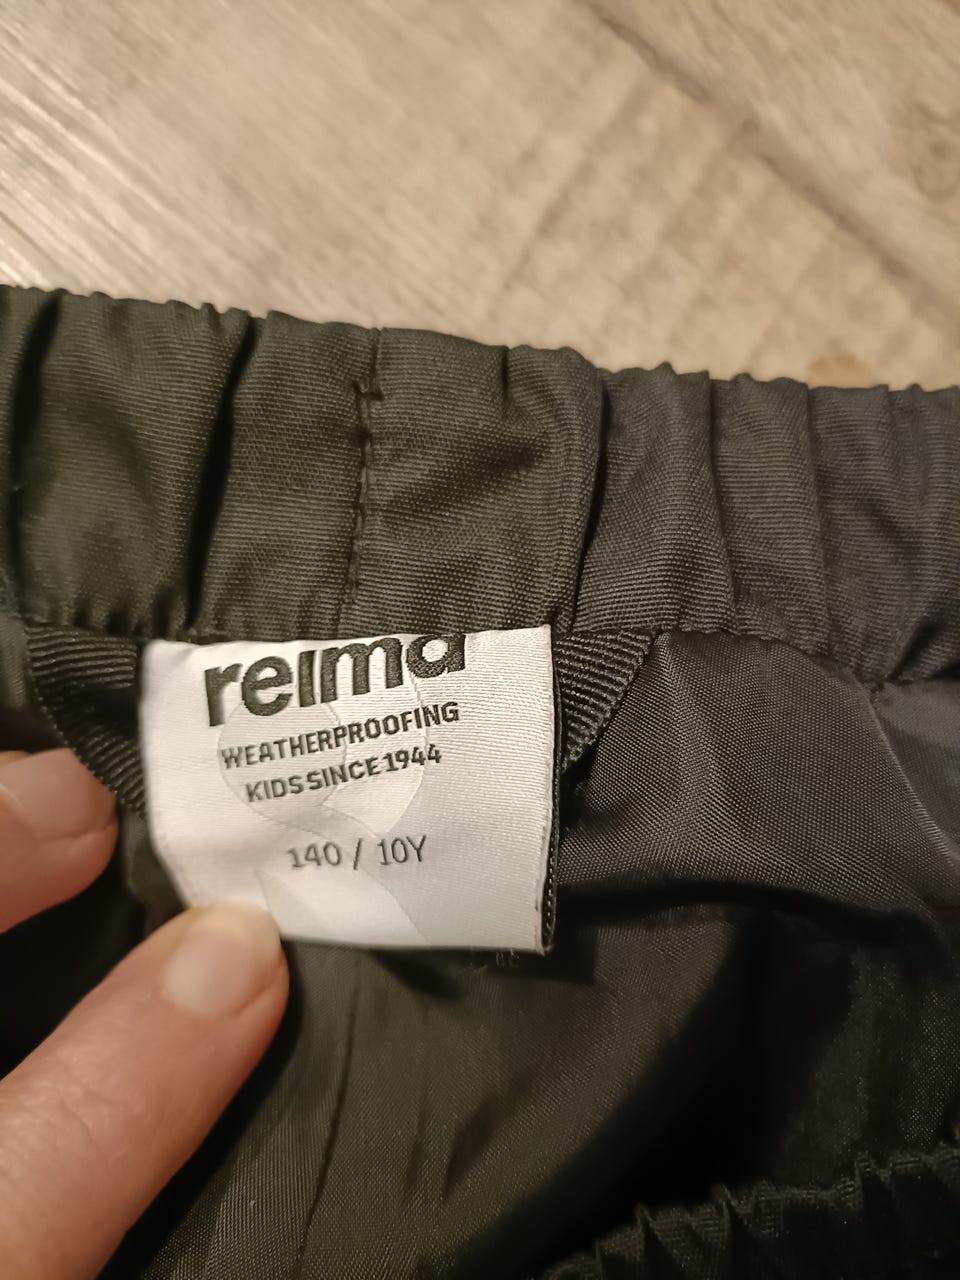 reima
WEATHERPROOFING
KIDS SINCE 1944
140 / 10Y